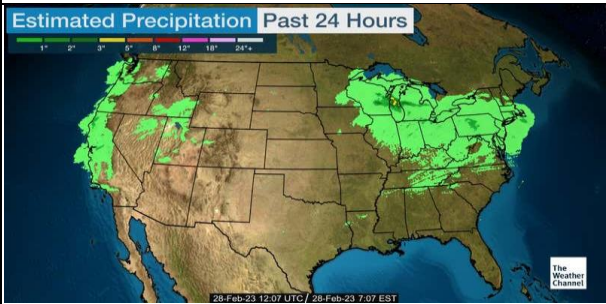 Estimated Precipitation Past 24 Hours
1" 2" 3" 5" 8" 12" 18" 24"+
The
Weather
Channel
28-Feb-23 12:07 UTC / 28-Feb-23 7:07 EST